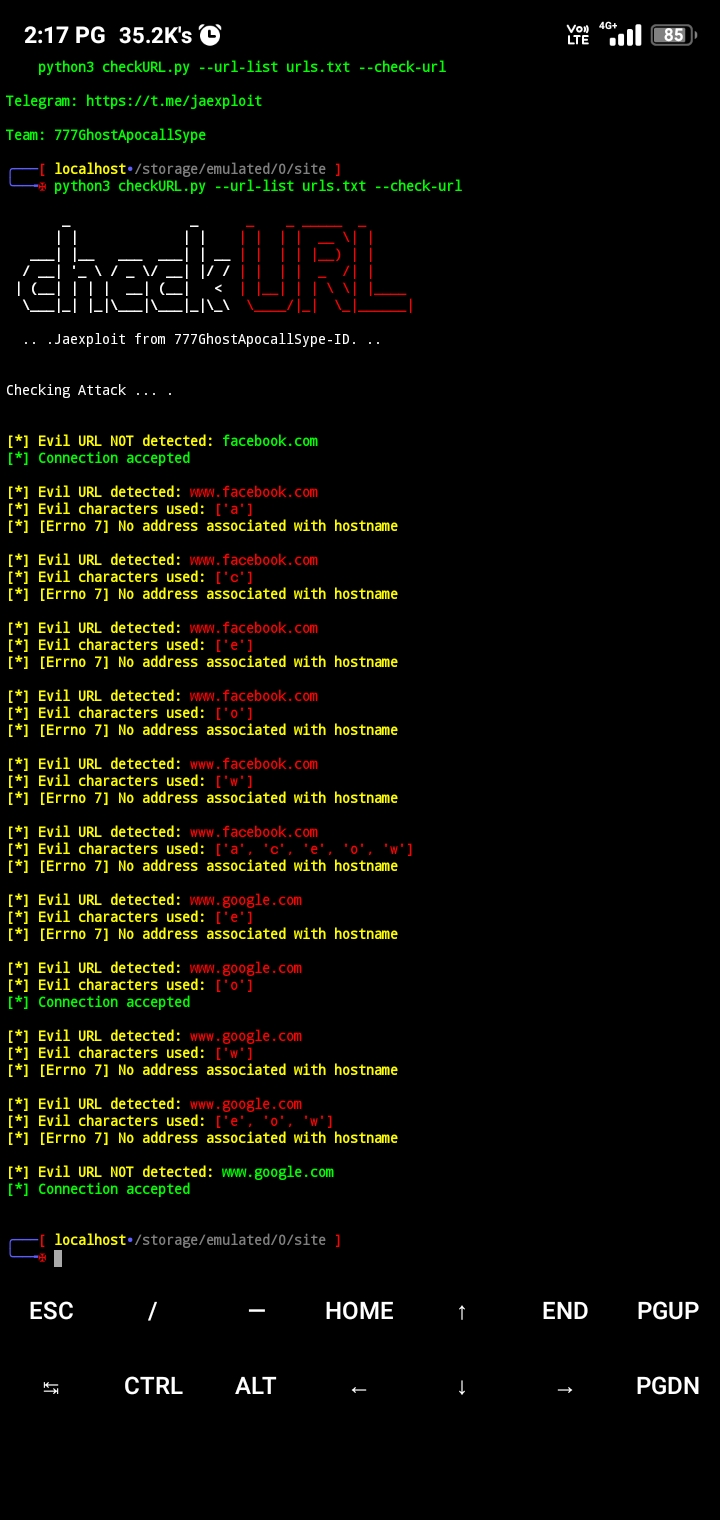 2:17 PG 35.2K's
Vo)) LTE 4G+ 85
python3 checkURL.py --url-list urls.txt --check-url
Telegram: https://t.me/jaexploit
Team: 777GhostApocallSype
[ localhost•/storage/emulated/0/site ]
python3 checkURL.py --url-list urls.txt --check-url
checkURL
.. .Jaexploit from 777GhostApocallSype-ID. ..
Checking Attack ... .
[*] Evil URL NOT detected: facebook.com
[*] Connection accepted
[*] Evil URL detected: www.facebook.com
[*] Evil characters used: ['a']
[*] [Errno 7] No address associated with hostname
[*] Evil URL detected: www.facebook.com
[*] Evil characters used: ['c']
[*] [Errno 7] No address associated with hostname
[*] Evil URL detected: www.facebook.com
[*] Evil characters used: ['e']
[*] [Errno 7] No address associated with hostname
[*] Evil URL detected: www.facebook.com
[*] Evil characters used: ['o']
[*] [Errno 7] No address associated with hostname
[*] Evil URL detected: www.facebook.com
[*] Evil characters used: ['w']
[*] [Errno 7] No address associated with hostname
[*] Evil URL detected: www.facebook.com
[*] Evil characters used: ['a', 'c', 'e', 'o', 'w']
[*] [Errno 7] No address associated with hostname
[*] Evil URL detected: www.google.com
[*] Evil characters used: ['e']
[*] [Errno 7] No address associated with hostname
[*] Evil URL detected: www.google.com
[*] Evil characters used: ['o']
[*] Connection accepted
[*] Evil URL detected: www.google.com
[*] Evil characters used: ['w']
[*] [Errno 7] No address associated with hostname
[*] Evil URL detected: www.google.com
[*] Evil characters used: ['e', 'o', 'w']
[*] [Errno 7] No address associated with hostname
[*] Evil URL NOT detected: www.google.com
[*] Connection accepted
[ localhost•/storage/emulated/0/site ]
ESC / — HOME ↑ END PGUP
↹ CTRL ALT ← ↓ → PGDN